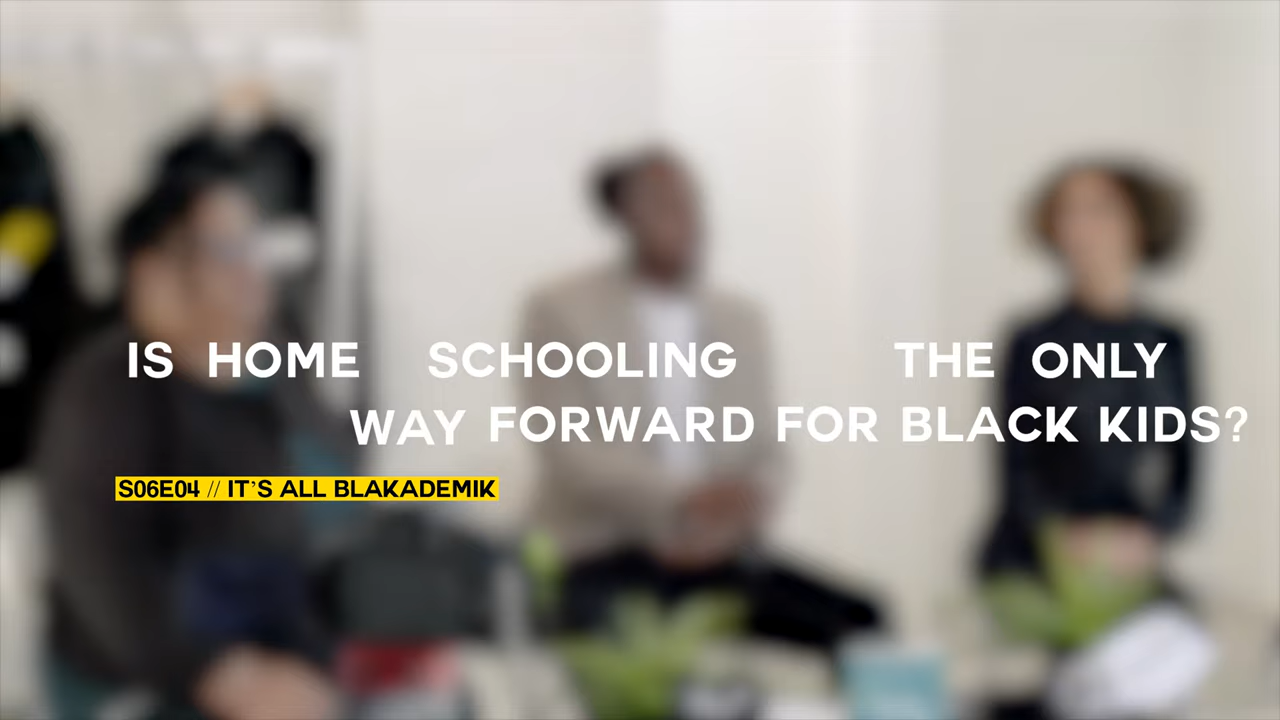 IS HOME SCHOOLING THE ONLY
WAY FORWARD FOR BLACK KIDS?
S06E04 // IT'S ALL BLAKADEMIK